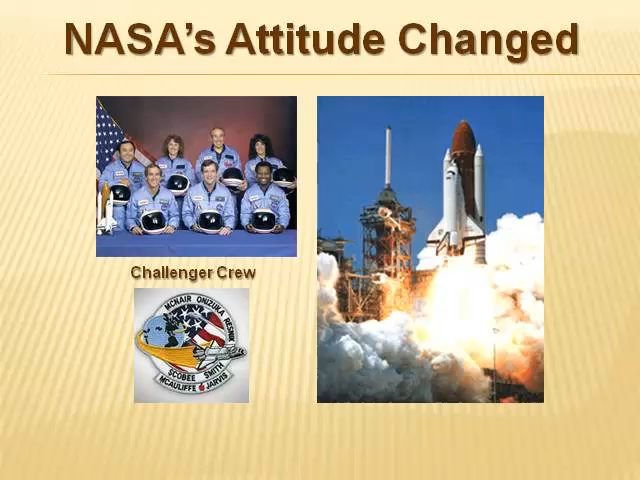 NASA's Attitude Changed
Challenger Crew
MCNAIR ONIZUKA RESNIK
SCOBEE SMITH
MCAULIFFE JARVIS